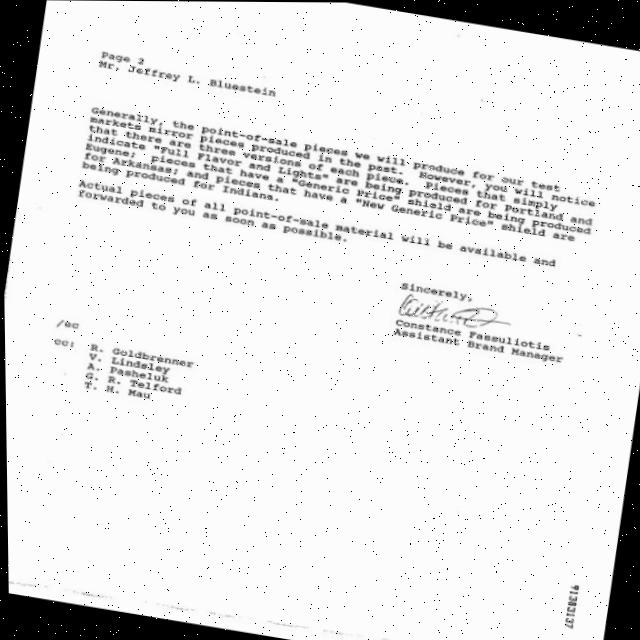 Page 2
Mr. Jeffrey L. Bluestein
Generally, the point-of-sale pieces we will produce for our test
markets mirror pieces produced in the past. However, you will notice
that there are three versions of each piece. Pieces that simply
indicate "Full Flavor and Lights" are being produced for Portland and
Eugene; pieces that have a "Generic Price" shield are being produced
for Arkansas; and pieces that have a "New Generic Price" shield are
being produced for Indiana.
Actual pieces of all point-of-sale material will be available and
forwarded to you as soon as possible.
Sincerely,
Constance Fassuliotis
Assistant Brand Manager
/ac
cc: R. Goldbrenner
V. Lindsley
A. Pasheluk
G. R. Telford
T. H. Mau
91383137